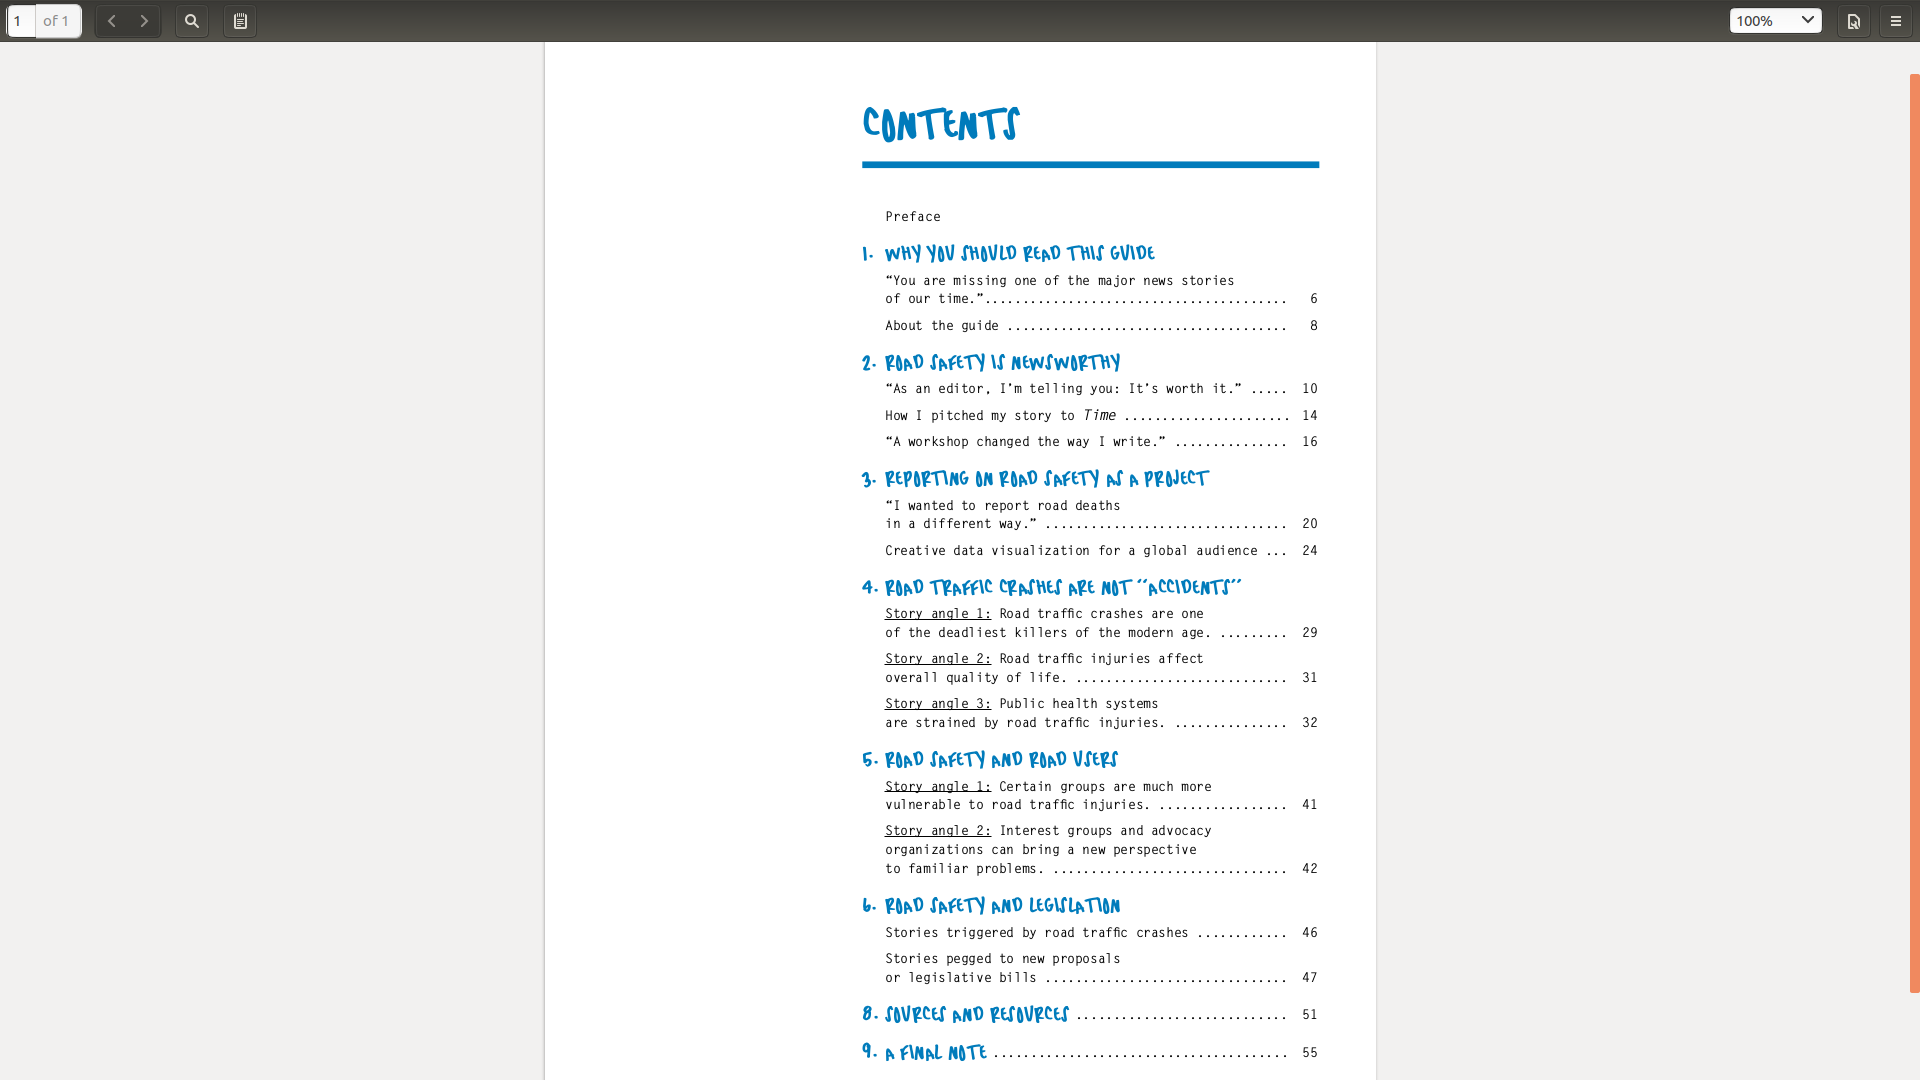 1 of 1
100%
CONTENTS
Preface
1. WHY YOU SHOULD READ THIS GUIDE
“You are missing one of the major news stories
of our time.”........................................ 6
About the guide ..................................... 8
2. ROAD SAFETY IS NEWSWORTHY
“As an editor, I’m telling you: It’s worth it.” ..... 10
How I pitched my story to Time ...................... 14
“A workshop changed the way I write.” ............... 16
3. REPORTING ON ROAD SAFETY AS A PROJECT
“I wanted to report road deaths
in a different way.” ................................ 20
Creative data visualization for a global audience ... 24
4. ROAD TRAFFIC CRASHES ARE NOT “ACCIDENTS”
Story angle 1: Road traffic crashes are one
of the deadliest killers of the modern age. ......... 29
Story angle 2: Road traffic injuries affect
overall quality of life. ............................ 31
Story angle 3: Public health systems
are strained by road traffic injuries. ............... 32
5. ROAD SAFETY AND ROAD USERS
Story angle 1: Certain groups are much more
vulnerable to road traffic injuries. ................. 41
Story angle 2: Interest groups and advocacy
organizations can bring a new perspective
to familiar problems. ............................... 42
6. ROAD SAFETY AND LEGISLATION
Stories triggered by road traffic crashes ............ 46
Stories pegged to new proposals
or legislative bills ................................ 47
8. SOURCES AND RESOURCES ............................ 51
9. A FINAL NOTE ....................................... 55